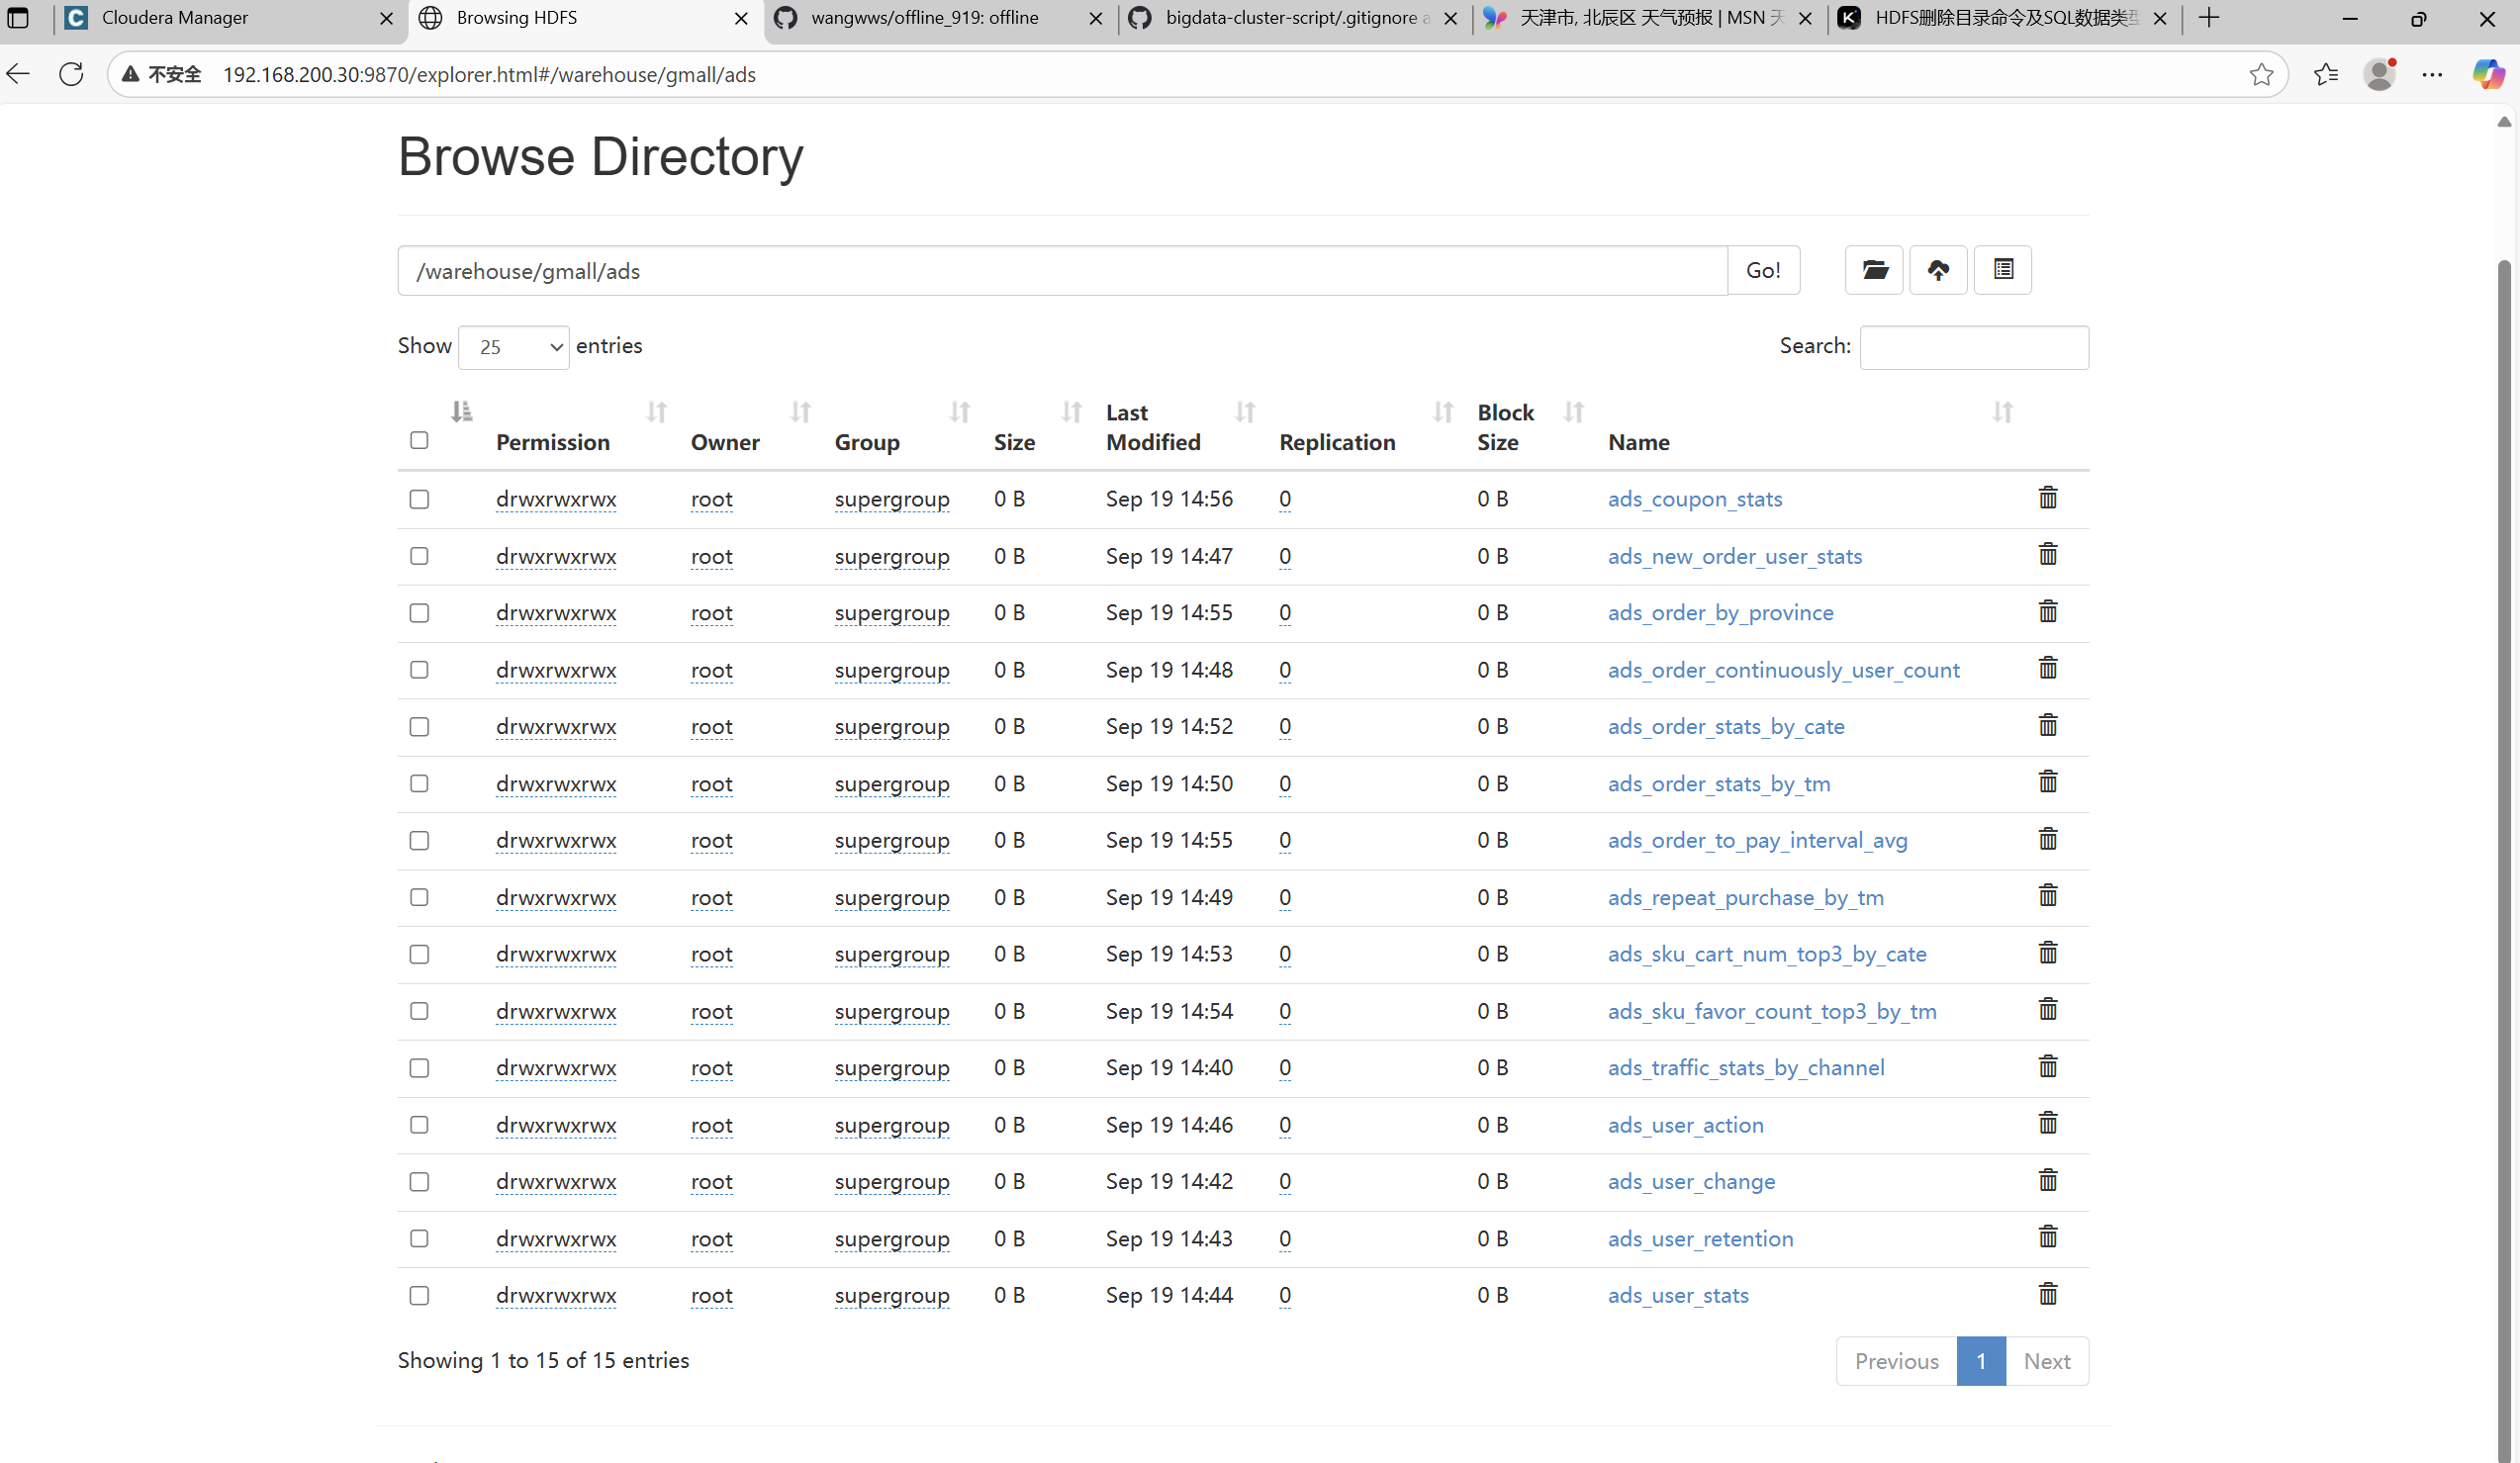 Cloudera Manager
Browsing HDFS
wangwws/offline_919: offline
bigdata-cluster-script/.gitignore a
天津市, 北辰区 天气预报 | MSN 天
HDFS删除目录命令及SQL数据类型
不安全 192.168.200.30:9870/explorer.html#/warehouse/gmall/ads
Browse Directory
/warehouse/gmall/ads Go!
Show 25 entries Search:
Permission Owner Group Size Last Modified Replication Block Size Name
drwxrwxrwx root supergroup 0 B Sep 19 14:56 0 0 B ads_coupon_stats
drwxrwxrwx root supergroup 0 B Sep 19 14:47 0 0 B ads_new_order_user_stats
drwxrwxrwx root supergroup 0 B Sep 19 14:55 0 0 B ads_order_by_province
drwxrwxrwx root supergroup 0 B Sep 19 14:48 0 0 B ads_order_continuously_user_count
drwxrwxrwx root supergroup 0 B Sep 19 14:52 0 0 B ads_order_stats_by_cate
drwxrwxrwx root supergroup 0 B Sep 19 14:50 0 0 B ads_order_stats_by_tm
drwxrwxrwx root supergroup 0 B Sep 19 14:55 0 0 B ads_order_to_pay_interval_avg
drwxrwxrwx root supergroup 0 B Sep 19 14:49 0 0 B ads_repeat_purchase_by_tm
drwxrwxrwx root supergroup 0 B Sep 19 14:53 0 0 B ads_sku_cart_num_top3_by_cate
drwxrwxrwx root supergroup 0 B Sep 19 14:54 0 0 B ads_sku_favor_count_top3_by_tm
drwxrwxrwx root supergroup 0 B Sep 19 14:40 0 0 B ads_traffic_stats_by_channel
drwxrwxrwx root supergroup 0 B Sep 19 14:46 0 0 B ads_user_action
drwxrwxrwx root supergroup 0 B Sep 19 14:42 0 0 B ads_user_change
drwxrwxrwx root supergroup 0 B Sep 19 14:43 0 0 B ads_user_retention
drwxrwxrwx root supergroup 0 B Sep 19 14:44 0 0 B ads_user_stats
Showing 1 to 15 of 15 entries Previous 1 Next